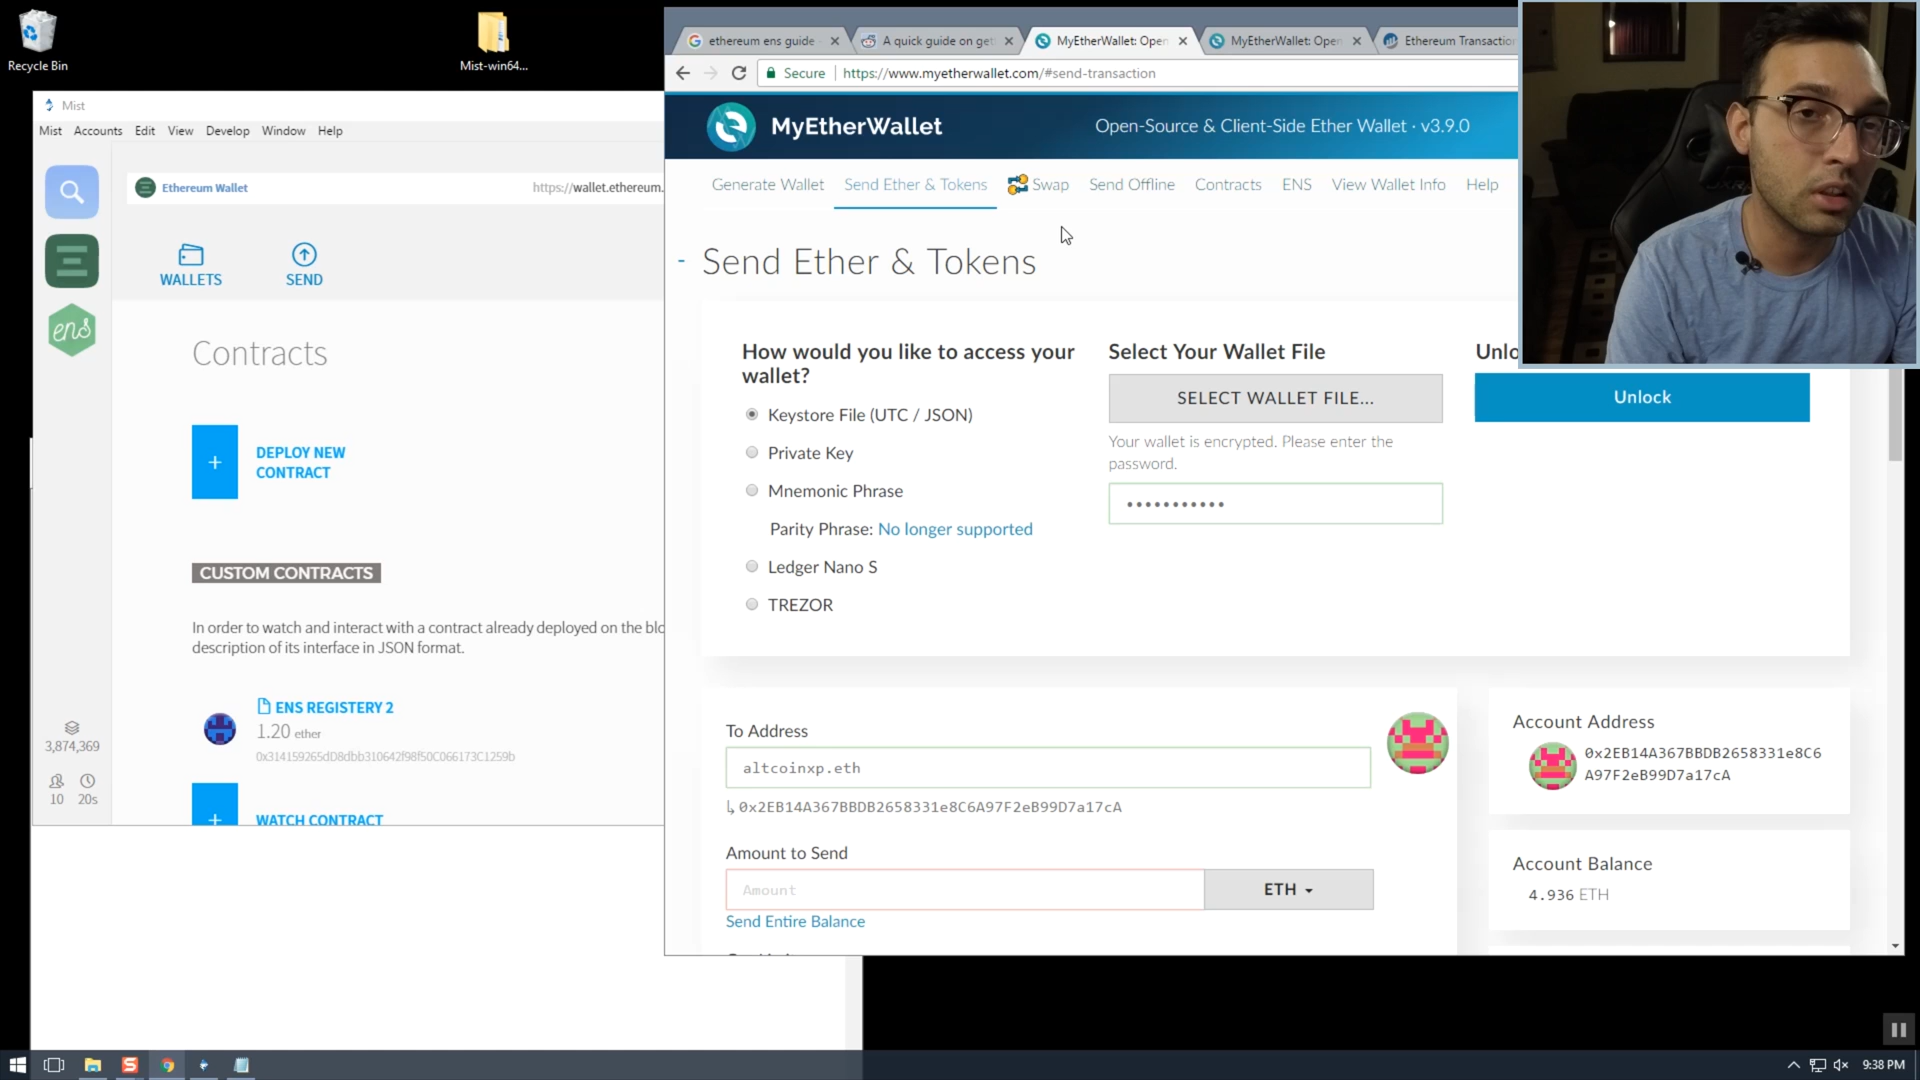 Recycle Bin
Mist-win64...
Mist
Mist Accounts Edit View Develop Window Help
Ethereum Wallet
https://wallet.ethereum.
WALLETS
SEND
Contracts
DEPLOY NEW
CONTRACT
CUSTOM CONTRACTS
In order to watch and interact with a contract already deployed on the blo
description of its interface in JSON format.
ENS REGISTERY 2
1.20 ether
0x314159265dD8dbb310642f98f50C066173C1259b
WATCH CONTRACT
ens
3,874,369
10 20s
ethereum ens guide
A quick guide on get
MyEtherWallet: Open
MyEtherWallet: Open
Ethereum Transactio
Secure https://www.myetherwallet.com/#send-transaction
MyEtherWallet
Open-Source & Client-Side Ether Wallet · v3.9.0
Generate Wallet Send Ether & Tokens Swap Send Offline Contracts ENS View Wallet Info Help
- Send Ether & Tokens
How would you like to access your
wallet?
Keystore File (UTC / JSON)
Private Key
Mnemonic Phrase
Parity Phrase: No longer supported
Ledger Nano S
TREZOR
Select Your Wallet File
SELECT WALLET FILE...
Your wallet is encrypted. Please enter the
password.
•••••••••••
Unlo
Unlock
To Address
altcoinxp.eth
↳0x2EB14A367BBDB2658331e8C6A97F2eB99D7a17cA
Amount to Send
Amount
ETH
Send Entire Balance
Account Address
0x2EB14A367BBDB2658331e8C6
A97F2eB99D7a17cA
Account Balance
4.936 ETH
9:38 PM